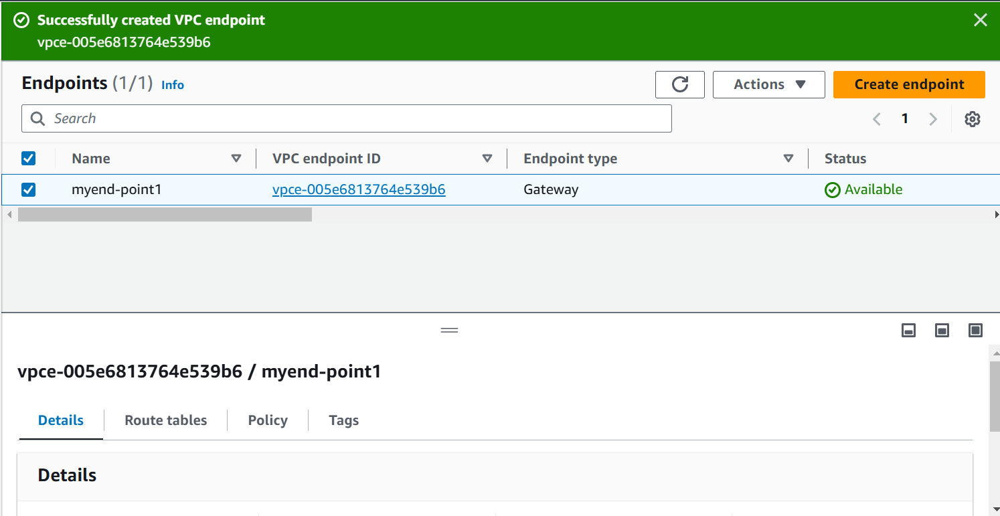 Successfully created VPC endpoint
vpce-005e6813764e539b6
Endpoints (1/1) Info
Actions
Create endpoint
Search
1
Name VPC endpoint ID Endpoint type Status
myend-point1 vpce-005e6813764e539b6 Gateway Available
vpce-005e6813764e539b6 / myend-point1
Details Route tables Policy Tags
Details